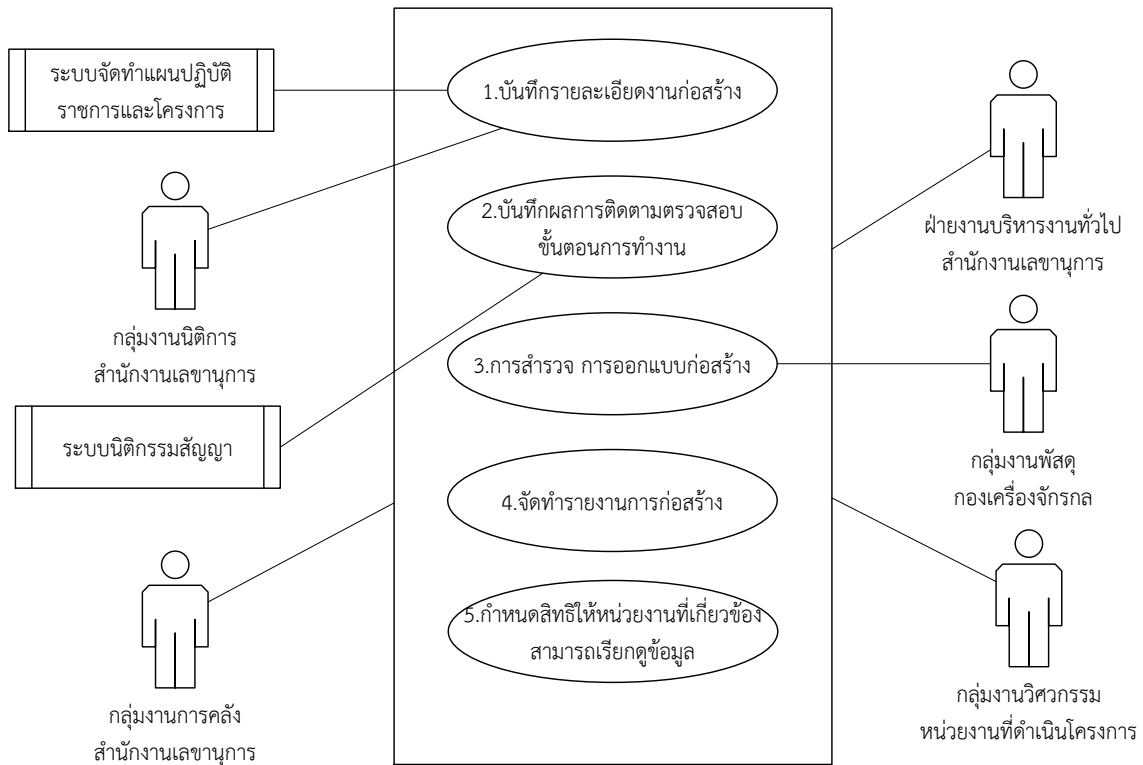 ระบบจัดทำแผนปฏิบัติ
ราชการและโครงการ
1.บันทึกรายละเอียดงานก่อสร้าง
2.บันทึกผลการติดตามตรวจสอบ
ขั้นตอนการทำงาน
ฝ่ายงานบริหารงานทั่วไป
สำนักงานเลขานุการ
กลุ่มงานนิติการ
สำนักงานเลขานุการ
3.การสำรวจ การออกแบบก่อสร้าง
ระบบนิติกรรมสัญญา
กลุ่มงานพัสดุ
กองเครื่องจักรกล
4.จัดทำรายงานการก่อสร้าง
5.กำหนดสิทธิให้หน่วยงานที่เกี่ยวข้อง
สามารถเรียกดูข้อมูล
กลุ่มงานการคลัง
สำนักงานเลขานุการ
กลุ่มงานวิศวกรรม
หน่วยงานที่ดำเนินโครงการ